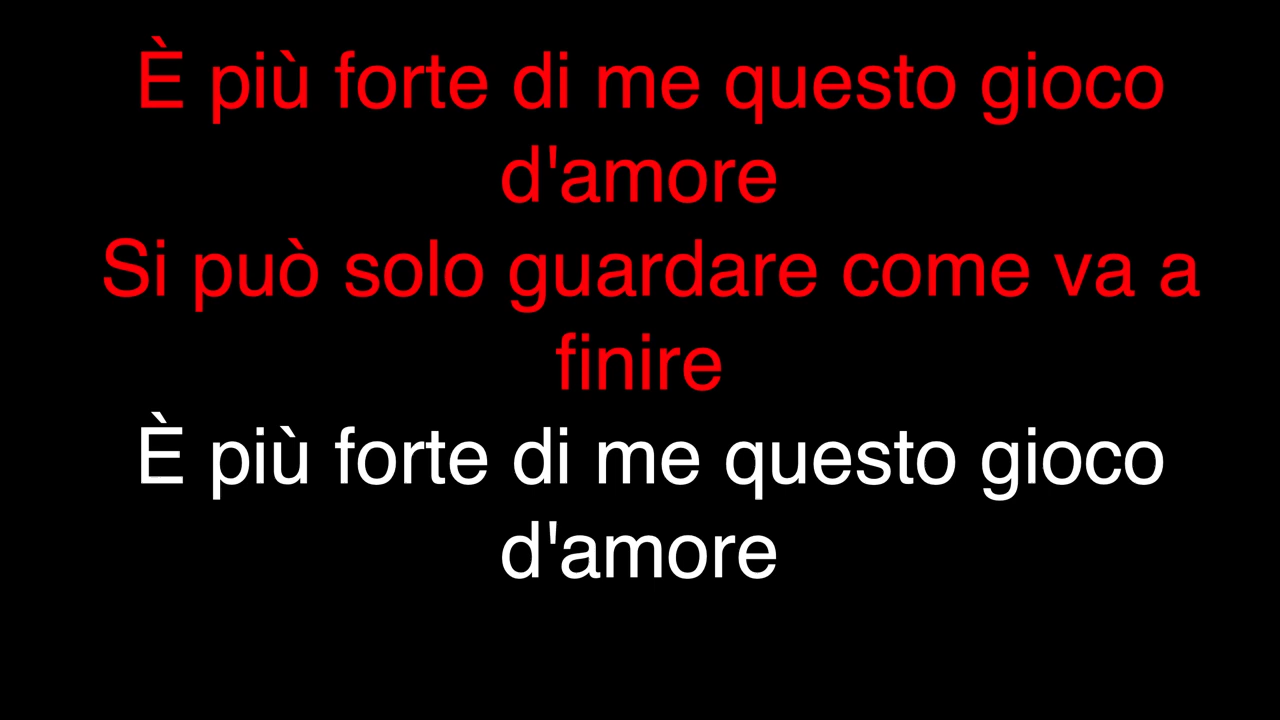 È più forte di me questo gioco
d'amore
Si può solo guardare come va a
finire
È più forte di me questo gioco
d'amore